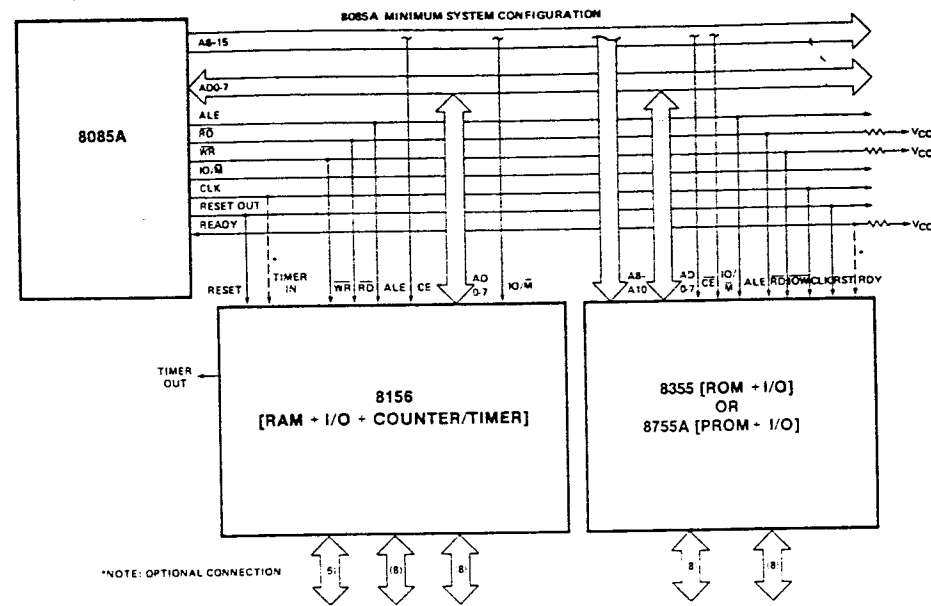 8085A MINIMUM SYSTEM CONFIGURATION
A8-15
AD0-7
8085A
ALE
RD
VCC
WR
VCC
IO/M
CLK
RESET OUT
READY
VCC
RESET
*
TIMER
IN
WR
RD
ALE
CE
AD
0-7
IO/M
A8-
A10
AD
0-7
CE
IO/
M
ALE
RD
IOW
CLK
RST
*
RDY
TIMER
OUT
8156
[RAM + I/O + COUNTER/TIMER]
8355 [ROM + I/O]
OR
8755A [PROM + I/O]
*NOTE: OPTIONAL CONNECTION
(8)
(8)
8
(8)